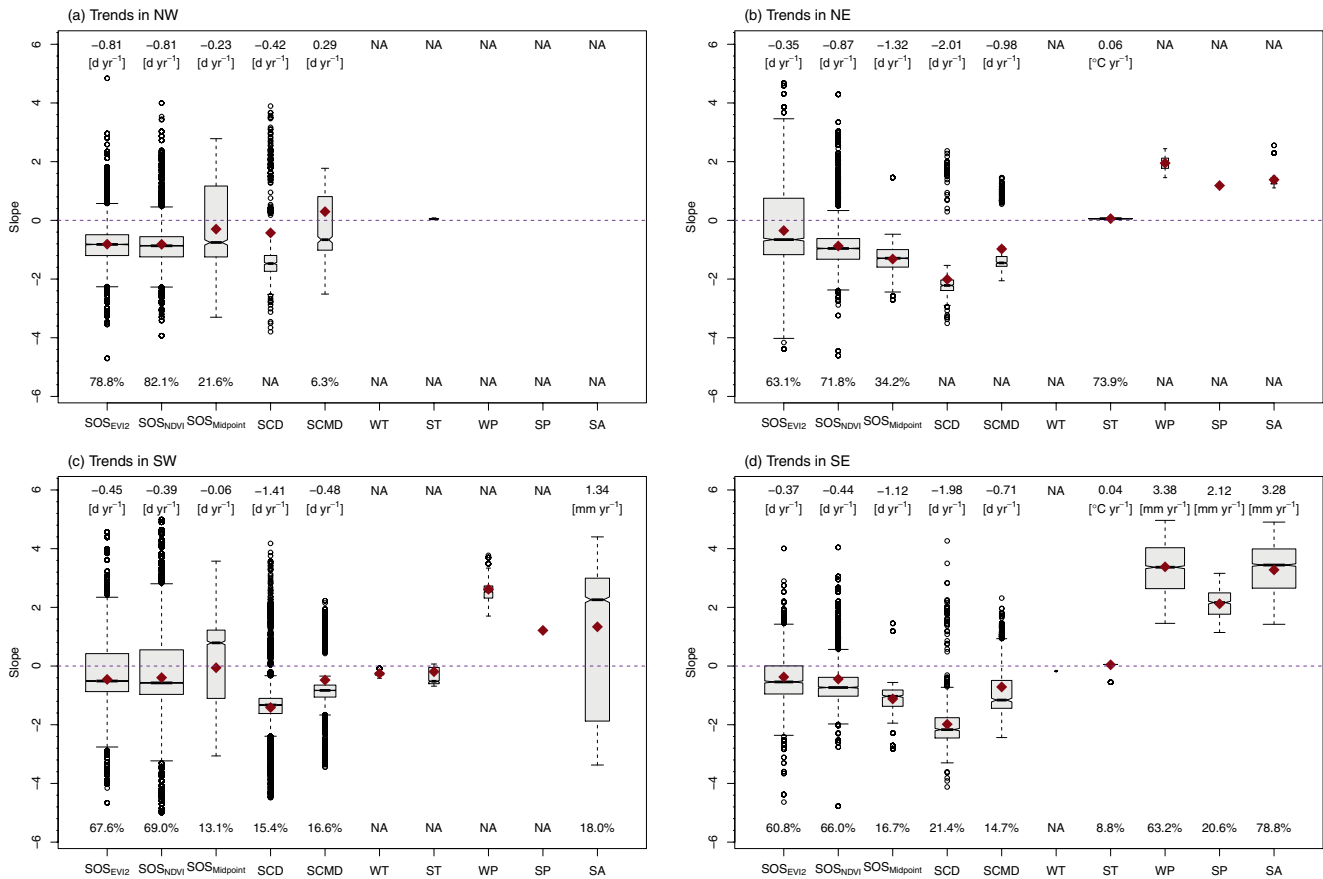 (a) Trends in NW
−0.81 −0.81 −0.23 −0.42 0.29 NA NA NA NA NA
[d yr−1] [d yr−1] [d yr−1] [d yr−1] [d yr−1]
6
4
2
0
−2
−4
−6
Slope
78.8% 82.1% 21.6% NA 6.3% NA NA NA NA NA
SOSEVI2 SOSNDVI SOSMidpoint SCD SCMD WT ST WP SP SA
(b) Trends in NE
−0.35 −0.87 −1.32 −2.01 −0.98 NA 0.06 NA NA NA
[d yr−1] [d yr−1] [d yr−1] [d yr−1] [d yr−1] [°C yr−1]
6
4
2
0
−2
−4
−6
Slope
63.1% 71.8% 34.2% NA NA NA 73.9% NA NA NA
SOSEVI2 SOSNDVI SOSMidpoint SCD SCMD WT ST WP SP SA
(c) Trends in SW
−0.45 −0.39 −0.06 −1.41 −0.48 NA NA NA NA 1.34
[d yr−1] [d yr−1] [d yr−1] [d yr−1] [d yr−1] [mm yr−1]
6
4
2
0
−2
−4
−6
Slope
67.6% 69.0% 13.1% 15.4% 16.6% NA NA NA NA 18.0%
SOSEVI2 SOSNDVI SOSMidpoint SCD SCMD WT ST WP SP SA
(d) Trends in SE
−0.37 −0.44 −1.12 −1.98 −0.71 NA 0.04 3.38 2.12 3.28
[d yr−1] [d yr−1] [d yr−1] [d yr−1] [d yr−1] [°C yr−1] [mm yr−1] [mm yr−1] [mm yr−1]
6
4
2
0
−2
−4
−6
Slope
60.8% 66.0% 16.7% 21.4% 14.7% NA 8.8% 63.2% 20.6% 78.8%
SOSEVI2 SOSNDVI SOSMidpoint SCD SCMD WT ST WP SP SA